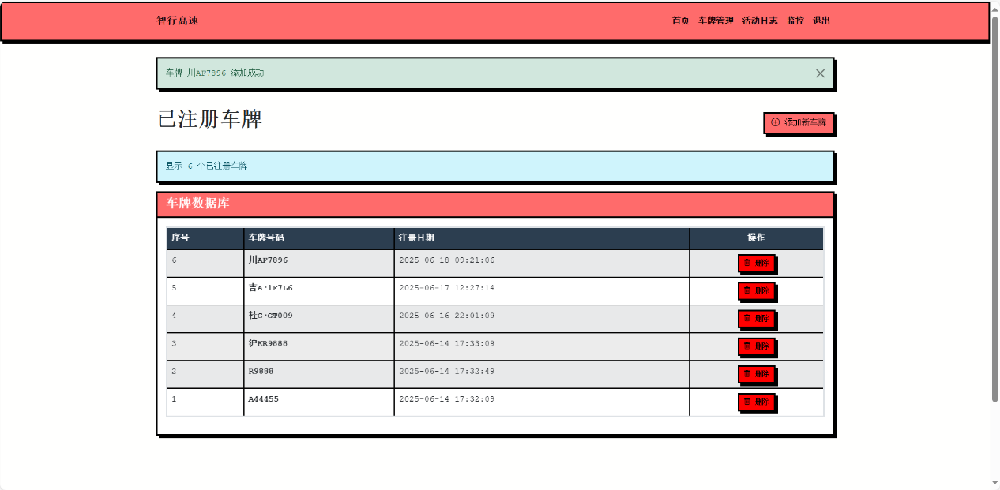 智行高速 首页 车牌管理 活动日志 监控 退出
车牌 川AF7896 添加成功
已注册车牌 添加新车牌
显示 6 个已注册车牌
车牌数据库
序号 车牌号码 注册日期 操作
6 川AF7896 2025-06-18 09:21:06 删除
5 吉A·1F7L6 2025-06-17 12:27:14 删除
4 桂C·GT009 2025-06-16 22:01:09 删除
3 沪KR9888 2025-06-14 17:33:09 删除
2 R9888 2025-06-14 17:32:49 删除
1 A44455 2025-06-14 17:32:09 删除